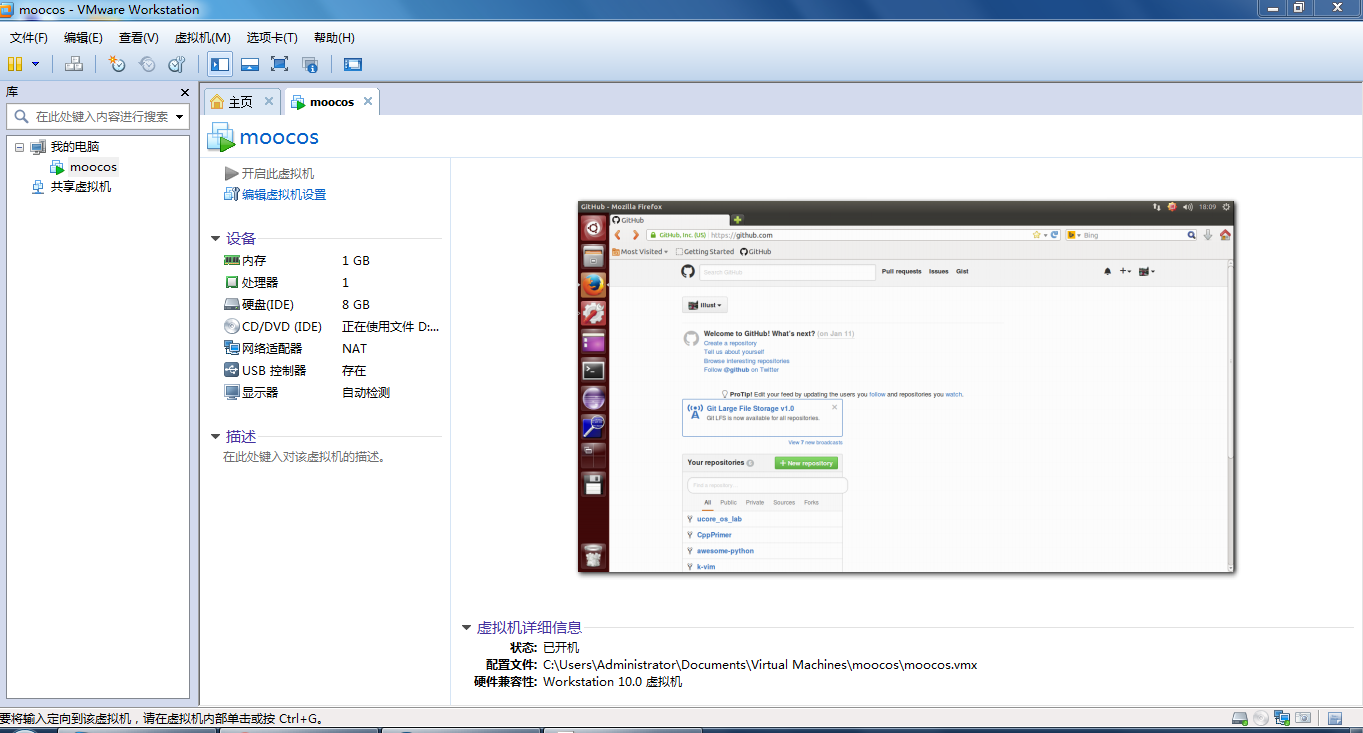 moocos - VMware Workstation
文件(F) 编辑(E) 查看(V) 虚拟机(M) 选项卡(T) 帮助(H)
库
在此处键入内容进行搜索
我的电脑
moocos
共享虚拟机
主页
moocos
moocos
开启此虚拟机
编辑虚拟机设置
设备
内存 1 GB
处理器 1
硬盘(IDE) 8 GB
CD/DVD (IDE) 正在使用文件 D:...
网络适配器 NAT
USB 控制器 存在
显示器 自动检测
描述
在此处键入对该虚拟机的描述。
GitHub - Mozilla Firefox 18:09
GitHub
GitHub, Inc. (US) https://github.com Bing
Most Visited Getting Started GitHub
Search GitHub Pull requests Issues Gist
illust
Welcome to GitHub! What's next? (on Jan 11)
Create a repository
Tell us about yourself
Browse interesting repositories
Follow @github on Twitter
ProTip! Edit your feed by updating the users you follow and repositories you watch.
Git Large File Storage v1.0
Git LFS is now available for all repositories.
View 7 new broadcasts
Your repositories New repository
Find a repository...
All Public Private Sources Forks
ucore_os_lab
CppPrimer
awesome-python
k-vim
虚拟机详细信息
状态: 已开机
配置文件: C:\Users\Administrator\Documents\Virtual Machines\moocos\moocos.vmx
硬件兼容性: Workstation 10.0 虚拟机
要将输入定向到该虚拟机，请在虚拟机内部单击或按 Ctrl+G。